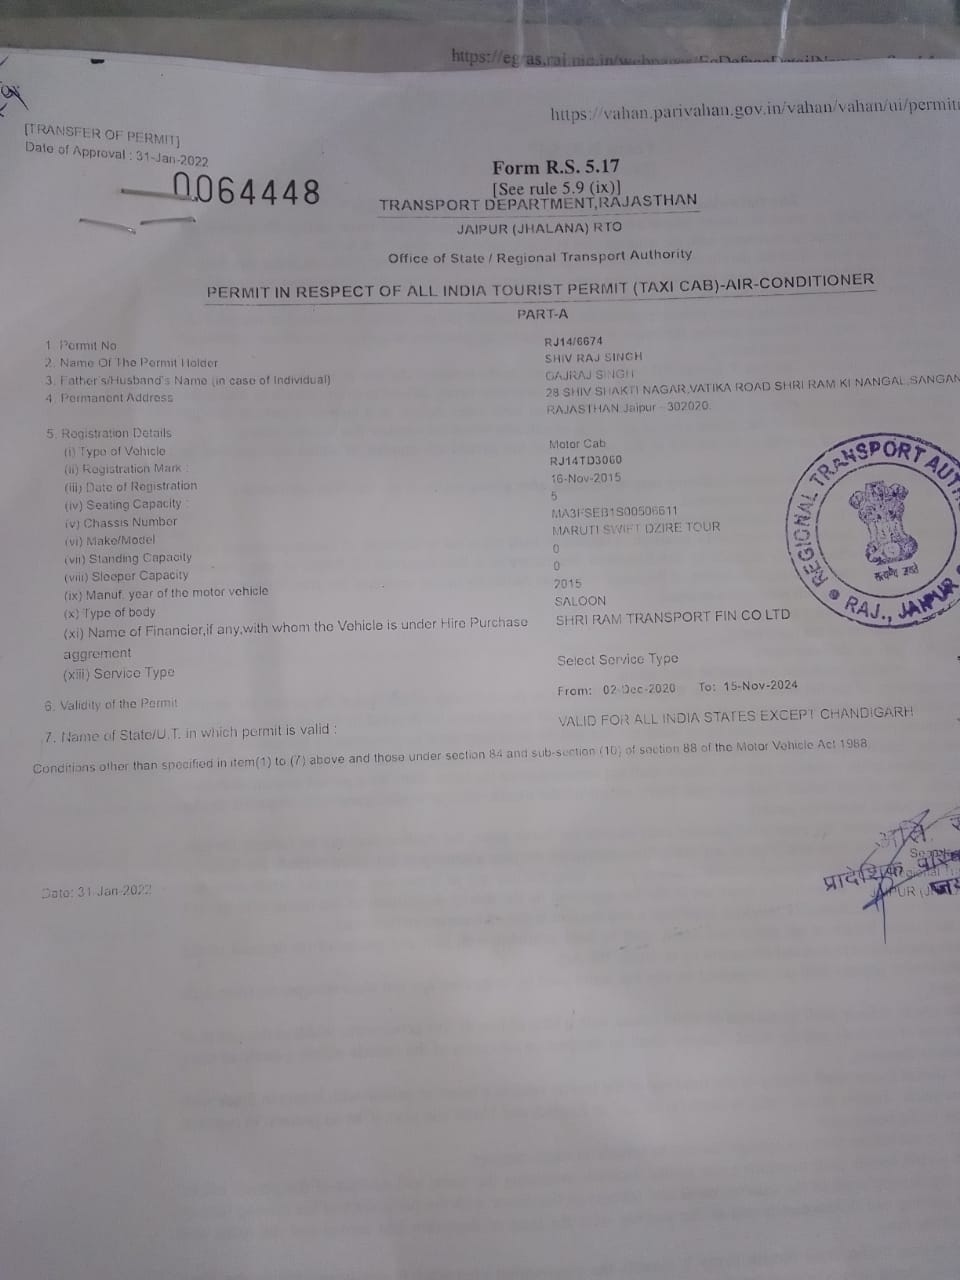 https://egras.raj.nic.in/
https://vahan.parivahan.gov.in/vahan/vahan/ui/permit
[TRANSFER OF PERMIT]
Date of Approval : 31-Jan-2022
0064448
Form R.S. 5.17
[See rule 5.9 (ix)]
TRANSPORT DEPARTMENT,RAJASTHAN
JAIPUR (JHALANA) RTO
Office of State / Regional Transport Authority
PERMIT IN RESPECT OF ALL INDIA TOURIST PERMIT (TAXI CAB)-AIR-CONDITIONER
PART-A
1. Permit No RJ14/6674
2. Name Of The Permit Holder SHIV RAJ SINGH
3. Father's/Husband's Name (in case of Individual) GAJRAJ SINGH
4. Permanent Address 28 SHIV SHAKTI NAGAR,VATIKA ROAD SHRI RAM KI NANGAL,SANGAN
RAJASTHAN Jaipur - 302020.
5. Registration Details
(i) Type of Vehicle Motor Cab
(ii) Registration Mark : RJ14TD3060
(iii) Date of Registration 16-Nov-2015
(iv) Seating Capacity : 5
(v) Chassis Number MA3FSEB1S00506611
(vi) Make/Model MARUTI SWIFT DZIRE TOUR
(vii) Standing Capacity 0
(viii) Sleeper Capacity 0
(ix) Manuf. year of the motor vehicle 2015
(x) Type of body SALOON
(xi) Name of Financier,if any,with whom the Vehicle is under Hire Purchase SHRI RAM TRANSPORT FIN CO LTD
aggrement
(xiii) Service Type Select Service Type
6. Validity of the Permit From: 02-Dec-2020 To: 15-Nov-2024
7. Name of State/U.T. in which permit is valid : VALID FOR ALL INDIA STATES EXCEPT CHANDIGARH
Conditions other than specified in item(1) to (7) above and those under section 84 and sub-section (10) of section 88 of the Motor Vehicle Act 1988.
REGIONAL TRANSPORT AUT
सत्यमेव जयते
RAJ., JAIPUR
प्रादेशिक
Date: 31-Jan-2022